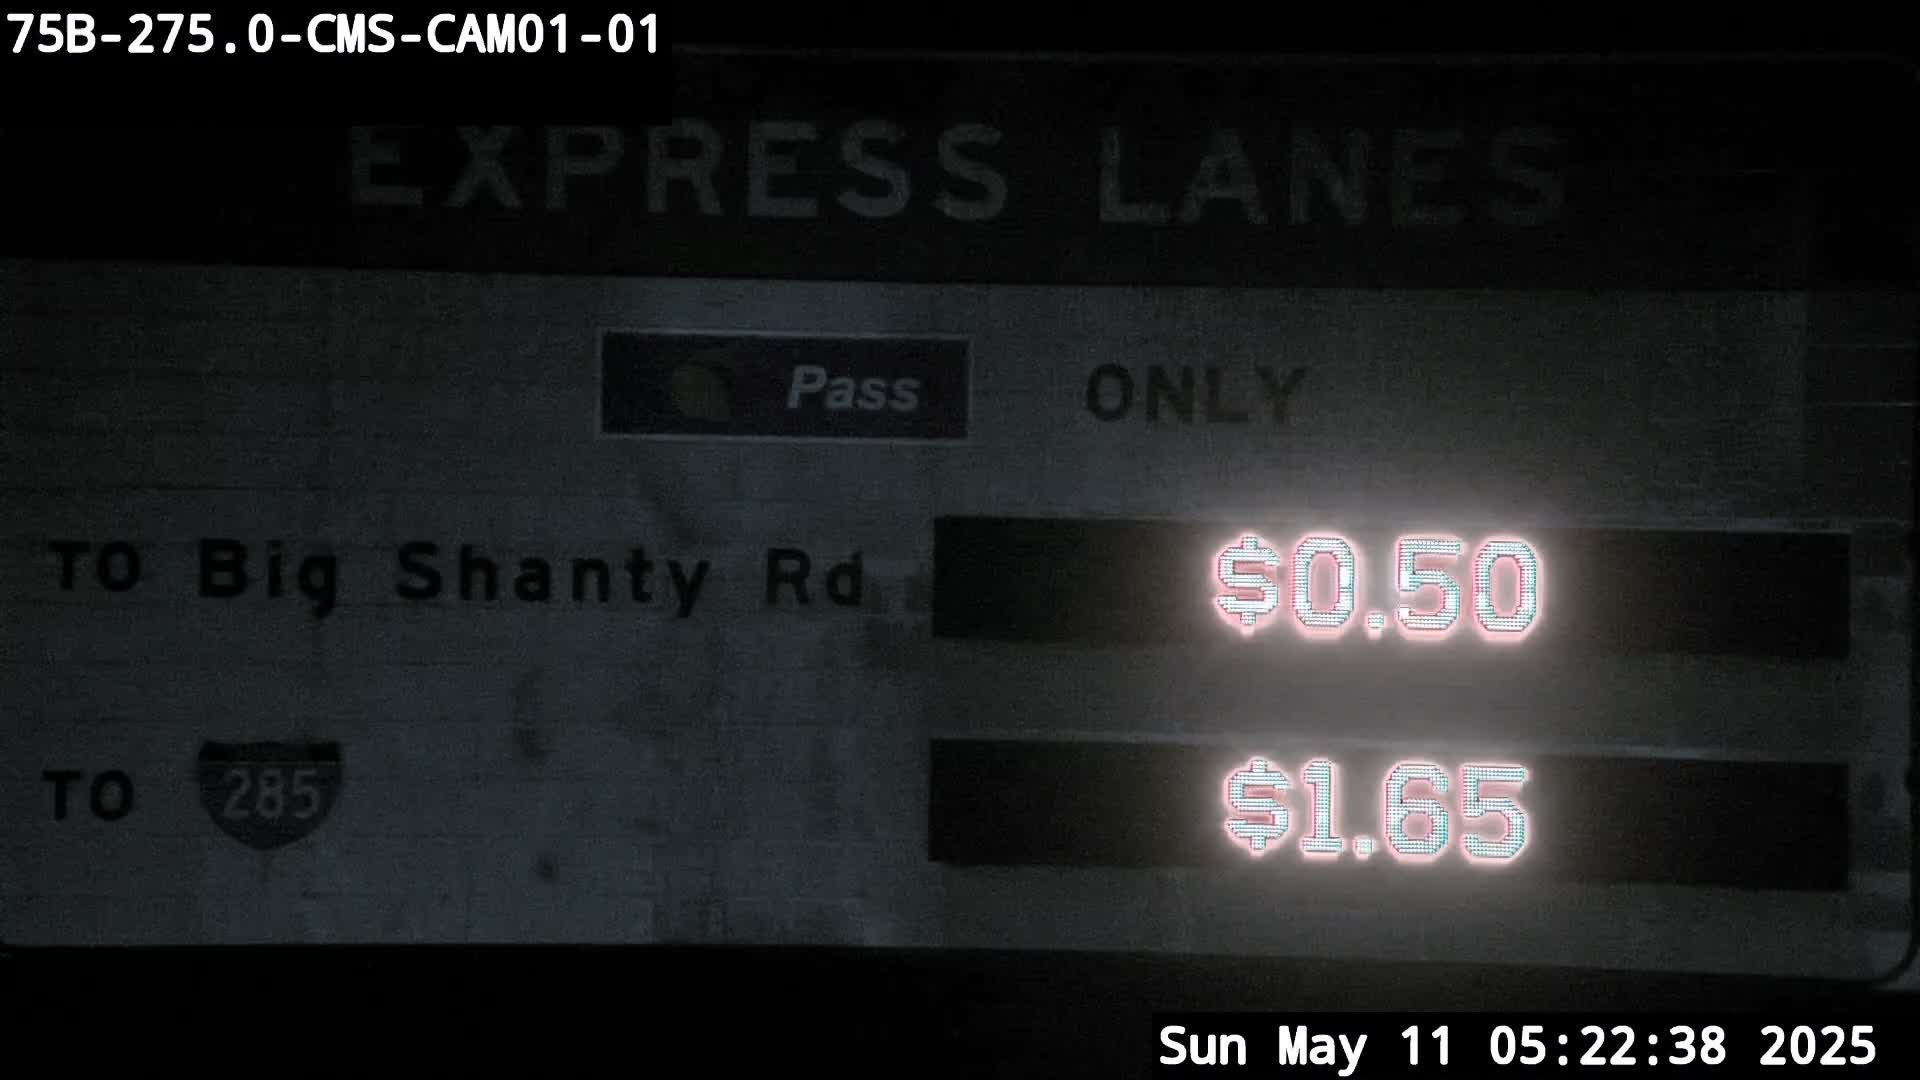 75B-275.0-CMS-CAM01-01
EXPRESS LANES
Pass ONLY
TO Big Shanty Rd $0.50
TO 285 $1.65
Sun May 11 05:22:38 2025